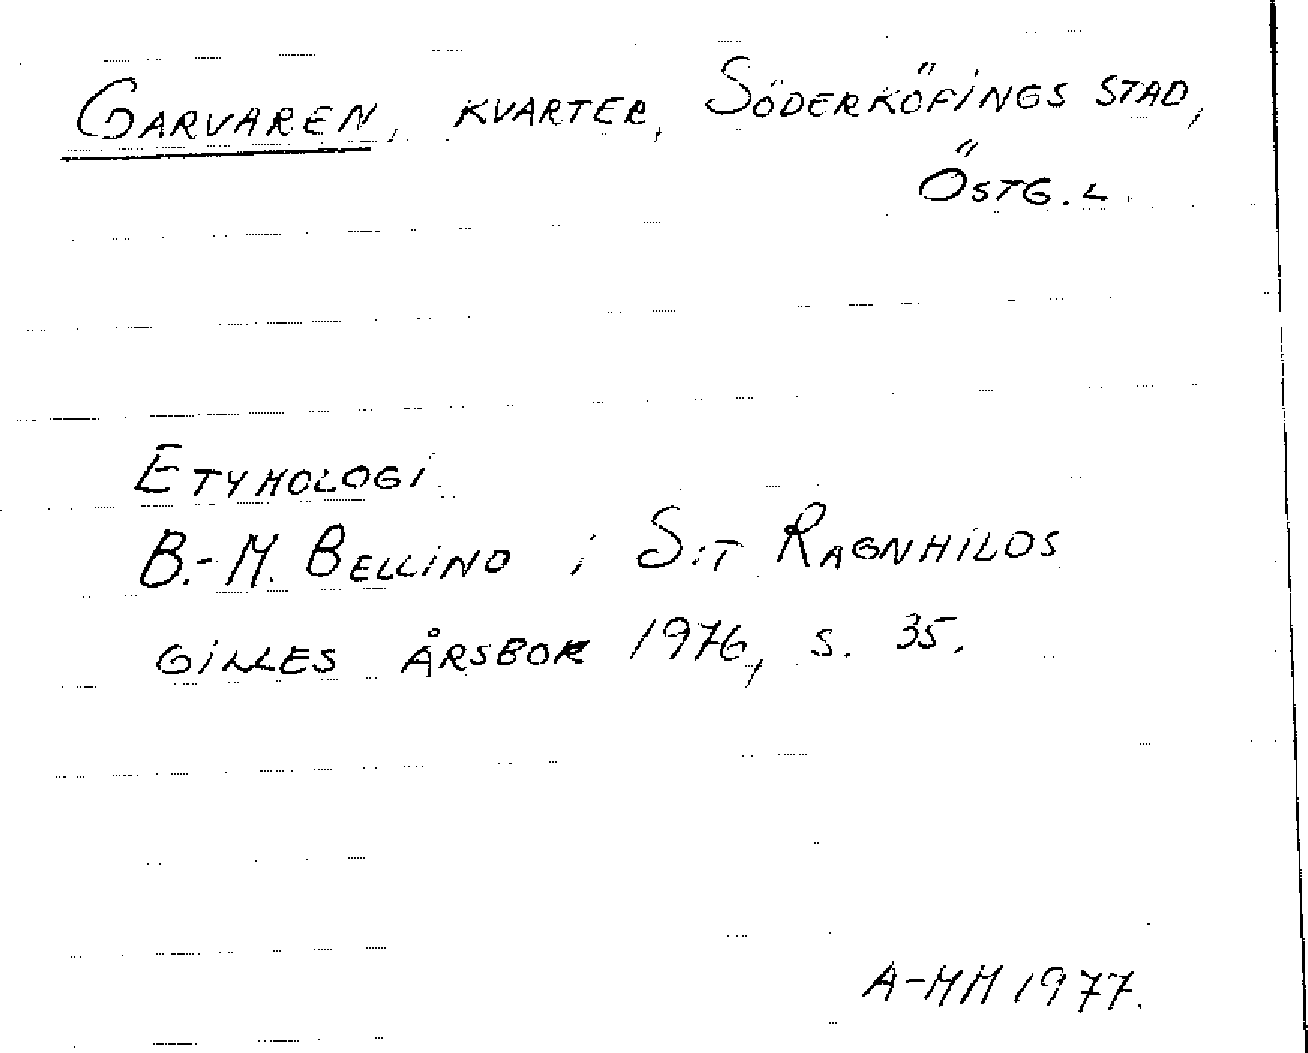 GARVAREN, KVARTER, SÖDERKÖPINGS STAD,
ÖSTG. L.
ETYMOLOGI
B.-M. BELLIND i S:T RAGNHILDS
GILLES ÅRSBOK 1976, s. 35.
A-MM 1977.